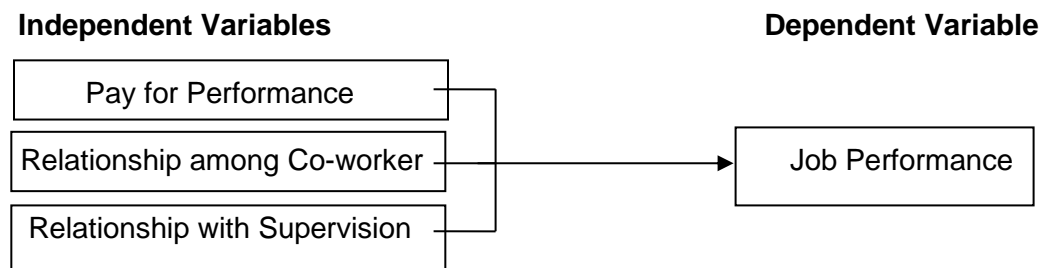 Independent Variables
Dependent Variable
Pay for Performance
Relationship among Co-worker
Job Performance
Relationship with Supervision